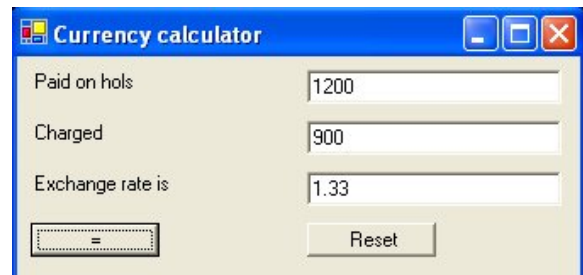 Currency calculator
Paid on hols 1200
Charged 900
Exchange rate is 1.33
= Reset